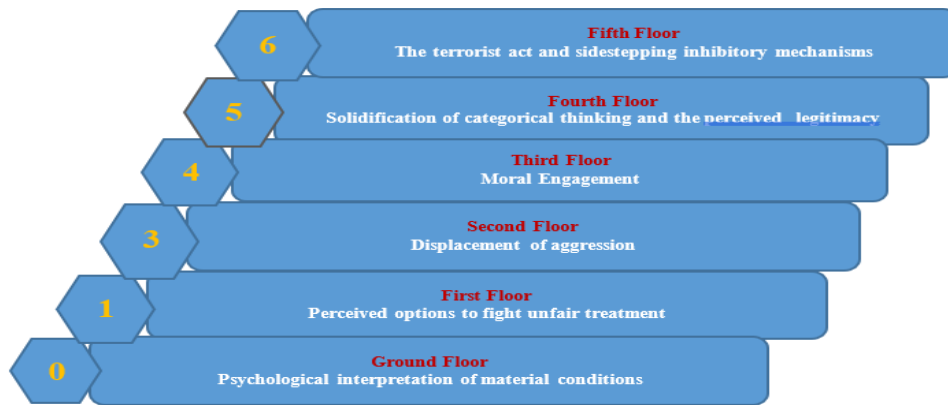 6
Fifth Floor
The terrorist act and sidestepping inhibitory mechanisms
5
Fourth Floor
Solidification of categorical thinking and the perceived legitimacy
4
Third Floor
Moral Engagement
3
Second Floor
Displacement of aggression
1
First Floor
Perceived options to fight unfair treatment
0
Ground Floor
Psychological interpretation of material conditions